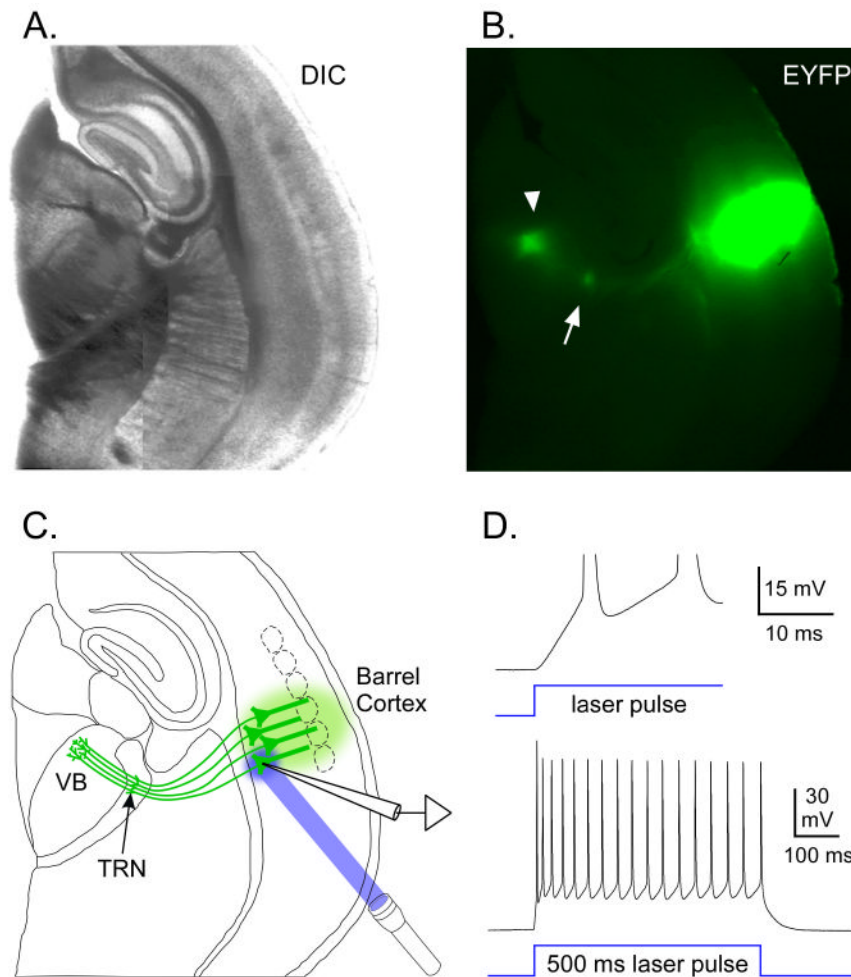 A.
DIC
B.
EYFP
C.
Barrel
Cortex
VB
TRN
D.
15 mV
10 ms
laser pulse
30
mV
100 ms
500 ms laser pulse